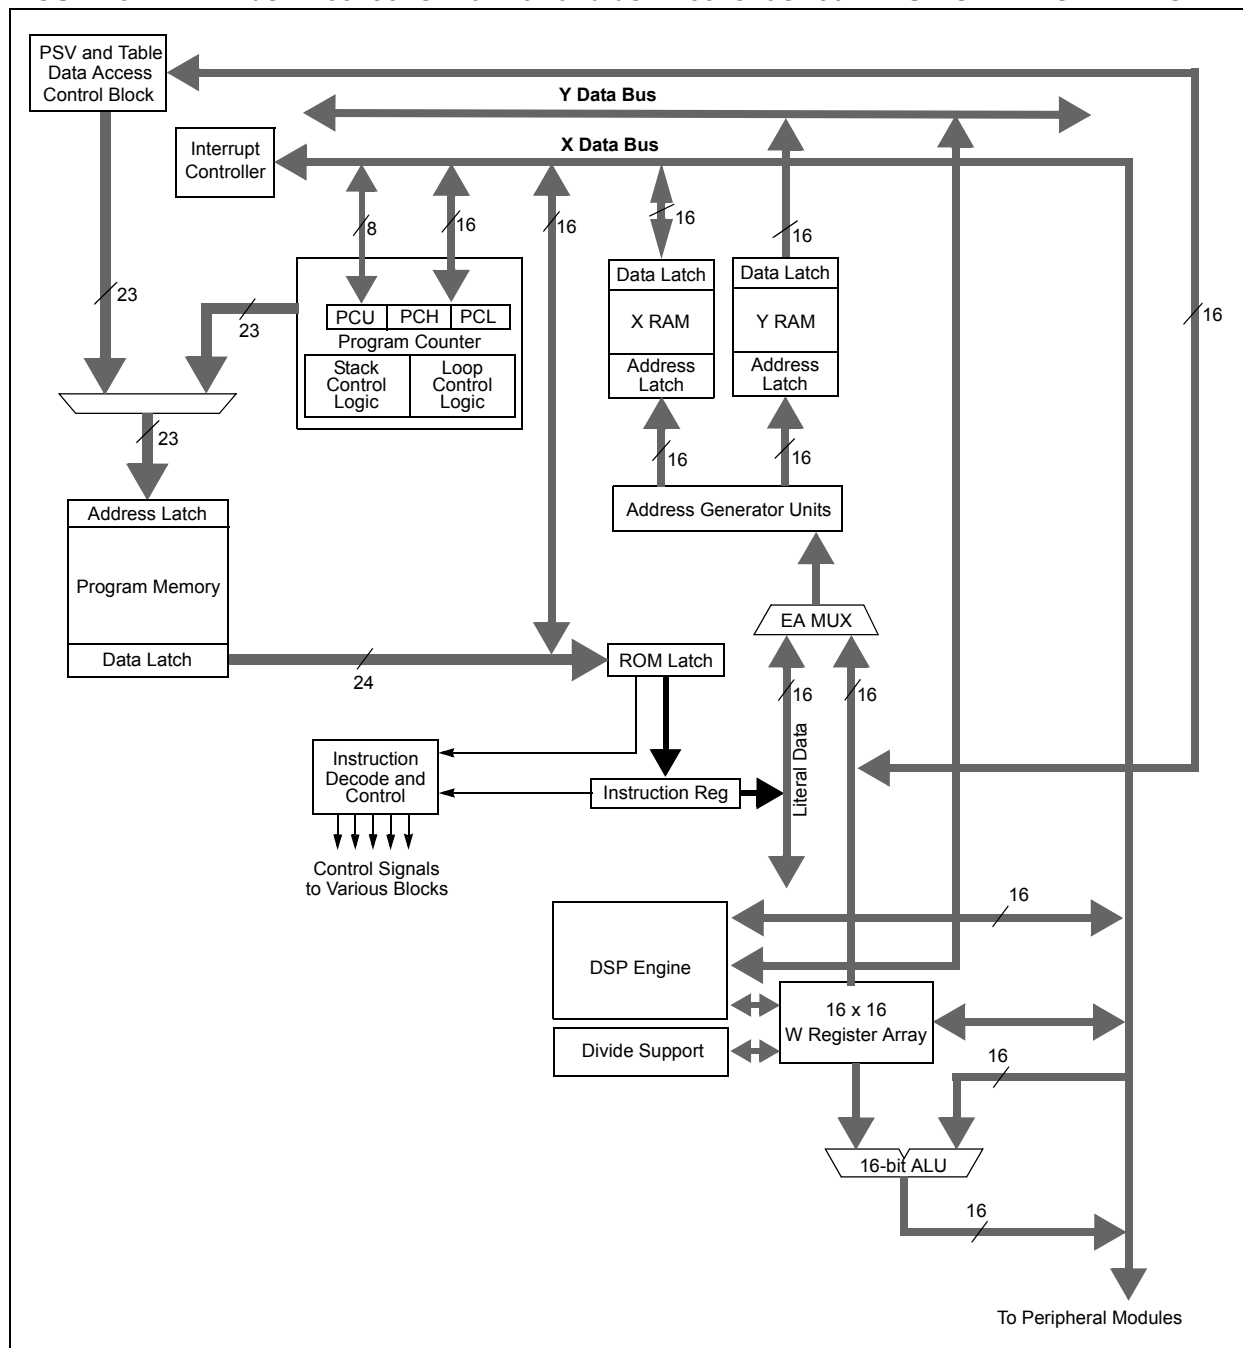 PSV and Table
Data Access
Control Block
Y Data Bus
Interrupt
Controller
X Data Bus
8
16
16
16
16
23
23
16
Data Latch
X RAM
Address
Latch
Data Latch
Y RAM
Address
Latch
PCU
PCH
PCL
Program Counter
Stack
Control
Logic
Loop
Control
Logic
23
16
16
Address Latch
Program Memory
Data Latch
Address Generator Units
EA MUX
24
ROM Latch
16
16
Literal Data
Instruction
Decode and
Control
Instruction Reg
Control Signals
to Various Blocks
16
DSP Engine
16 x 16
W Register Array
Divide Support
16
16-bit ALU
16
To Peripheral Modules